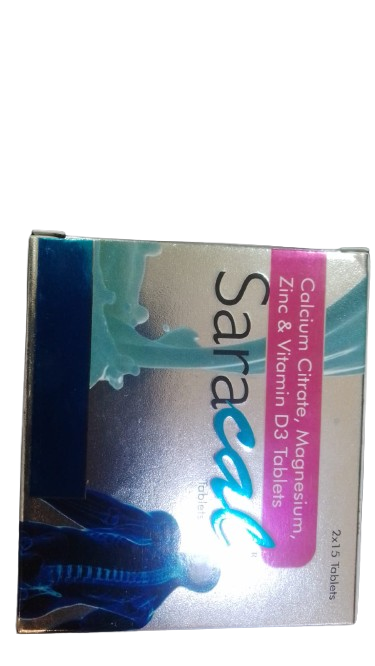 2x15 Tablets
Calcium Citrate, Magnesium,
Zinc & Vitamin D3 Tablets
Saracal®
Tablets